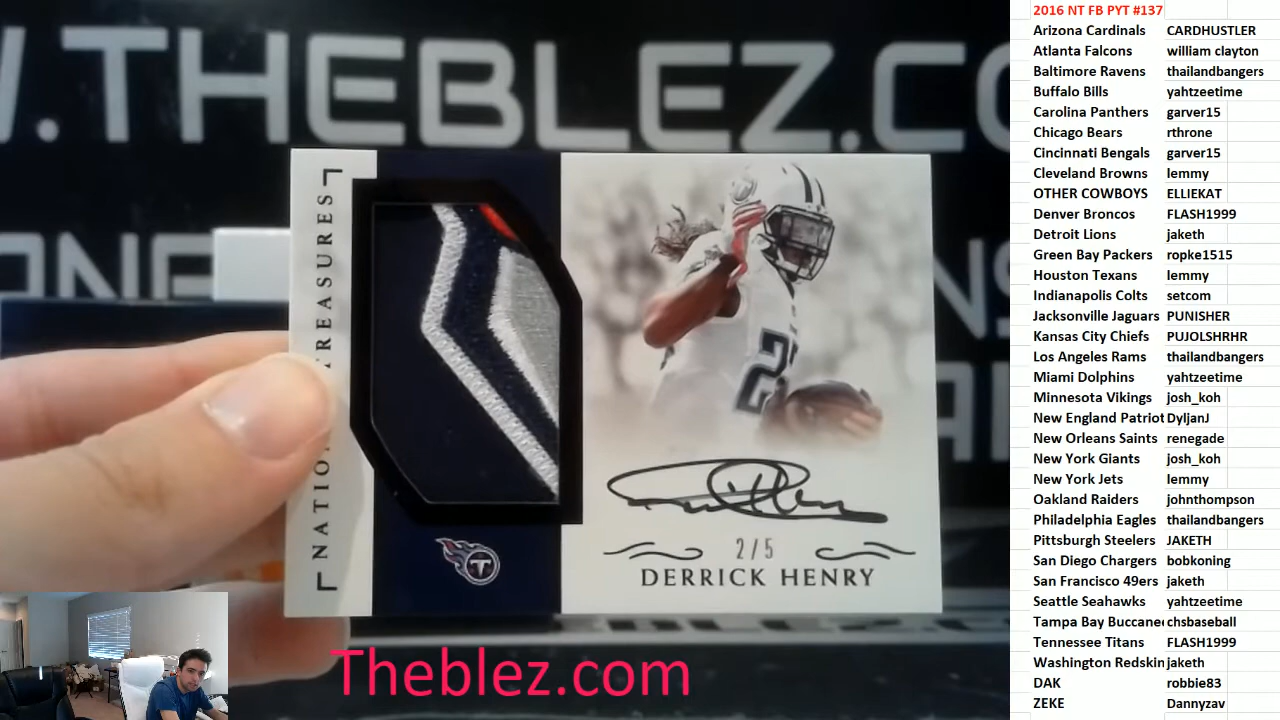 W.THEBLEZ.CO
NATIO TREASURES
2
T
2/5
DERRICK HENRY
Theblez.com
2016 NT FB PYT #137
Arizona Cardinals CARDHUSTLER
Atlanta Falcons william clayton
Baltimore Ravens thailandbangers
Buffalo Bills yahtzeetime
Carolina Panthers garver15
Chicago Bears rthrone
Cincinnati Bengals garver15
Cleveland Browns lemmy
OTHER COWBOYS ELLIEKAT
Denver Broncos FLASH1999
Detroit Lions jaketh
Green Bay Packers ropke1515
Houston Texans lemmy
Indianapolis Colts setcom
Jacksonville Jaguars PUNISHER
Kansas City Chiefs PUJOLSHRHR
Los Angeles Rams thailandbangers
Miami Dolphins yahtzeetime
Minnesota Vikings josh_koh
New England Patriot DyljanJ
New Orleans Saints renegade
New York Giants josh_koh
New York Jets lemmy
Oakland Raiders johnthompson
Philadelphia Eagles thailandbangers
Pittsburgh Steelers JAKETH
San Diego Chargers bobkoning
San Francisco 49ers jaketh
Seattle Seahawks yahtzeetime
Tampa Bay Buccanee chsbaseball
Tennessee Titans FLASH1999
Washington Redskin jaketh
DAK robbie83
ZEKE Dannyzav